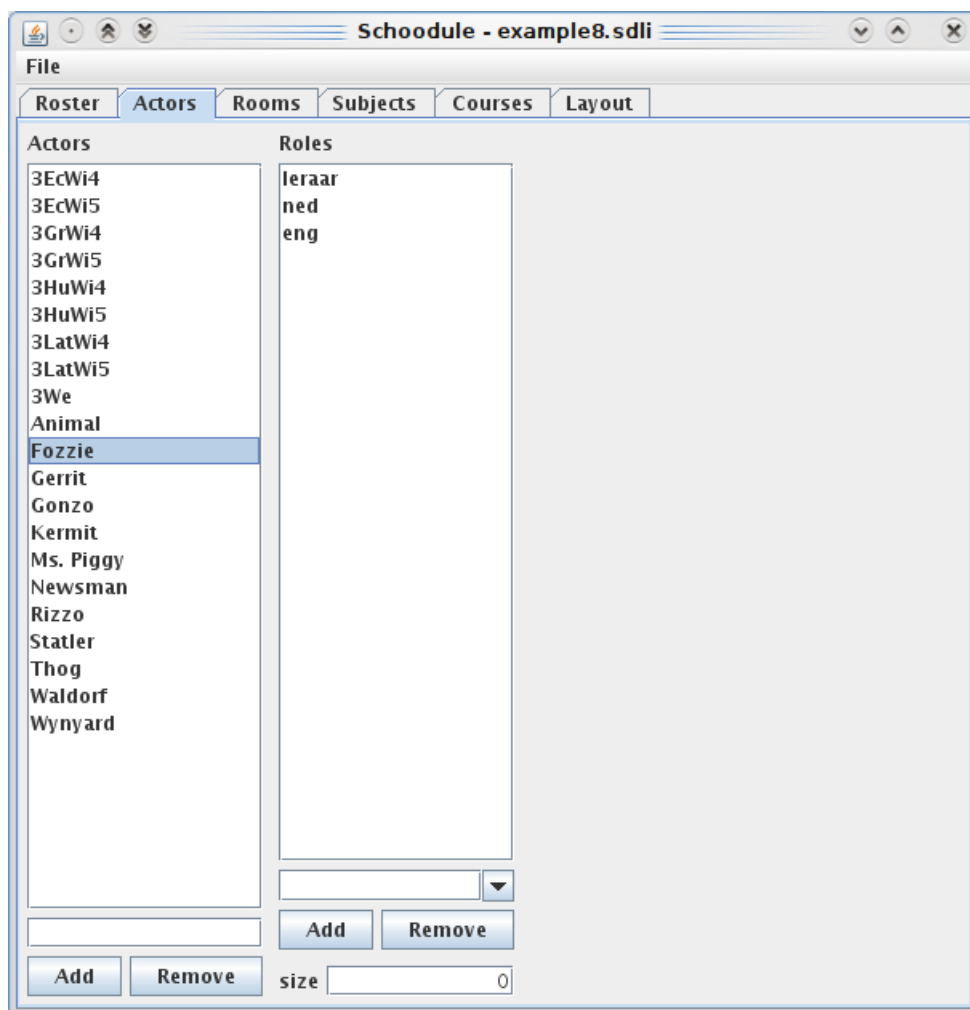 Schoodule - example8.sdli
File
Roster Actors Rooms Subjects Courses Layout
Actors
3EcWi4
3EcWi5
3GrWi4
3GrWi5
3HuWi4
3HuWi5
3LatWi4
3LatWi5
3We
Animal
Fozzie
Gerrit
Gonzo
Kermit
Ms. Piggy
Newsman
Rizzo
Statler
Thog
Waldorf
Wynyard
Add Remove
Roles
leraar
ned
eng
Add Remove
size 0